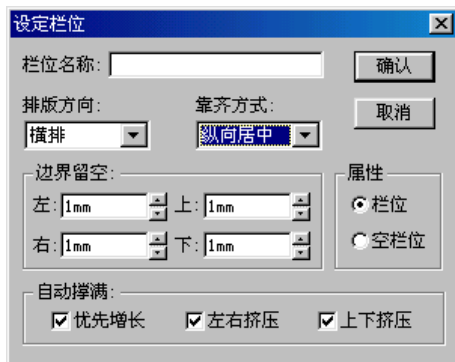 设定栏位
栏位名称: 确认
排版方向: 靠齐方式: 取消
横排 纵向居中
边界留空: 属性
左: 1mm 上: 1mm 栏位
右: 1mm 下: 1mm 空栏位
自动撑满:
优先增长 左右挤压 上下挤压